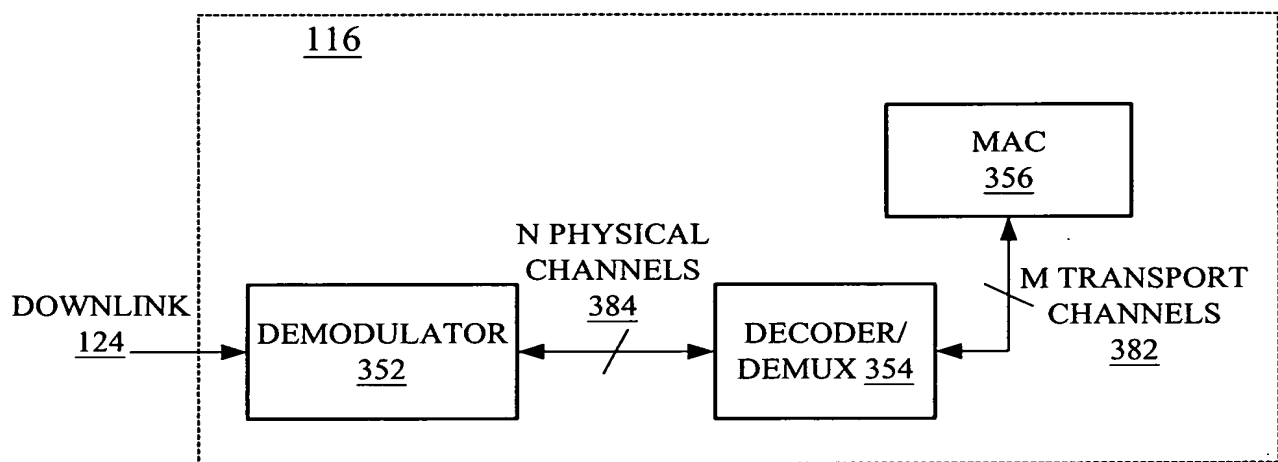 116
MAC
356
N PHYSICAL
CHANNELS
384
M TRANSPORT
CHANNELS
382
DOWNLINK
124
DEMODULATOR
352
DECODER/
DEMUX 354